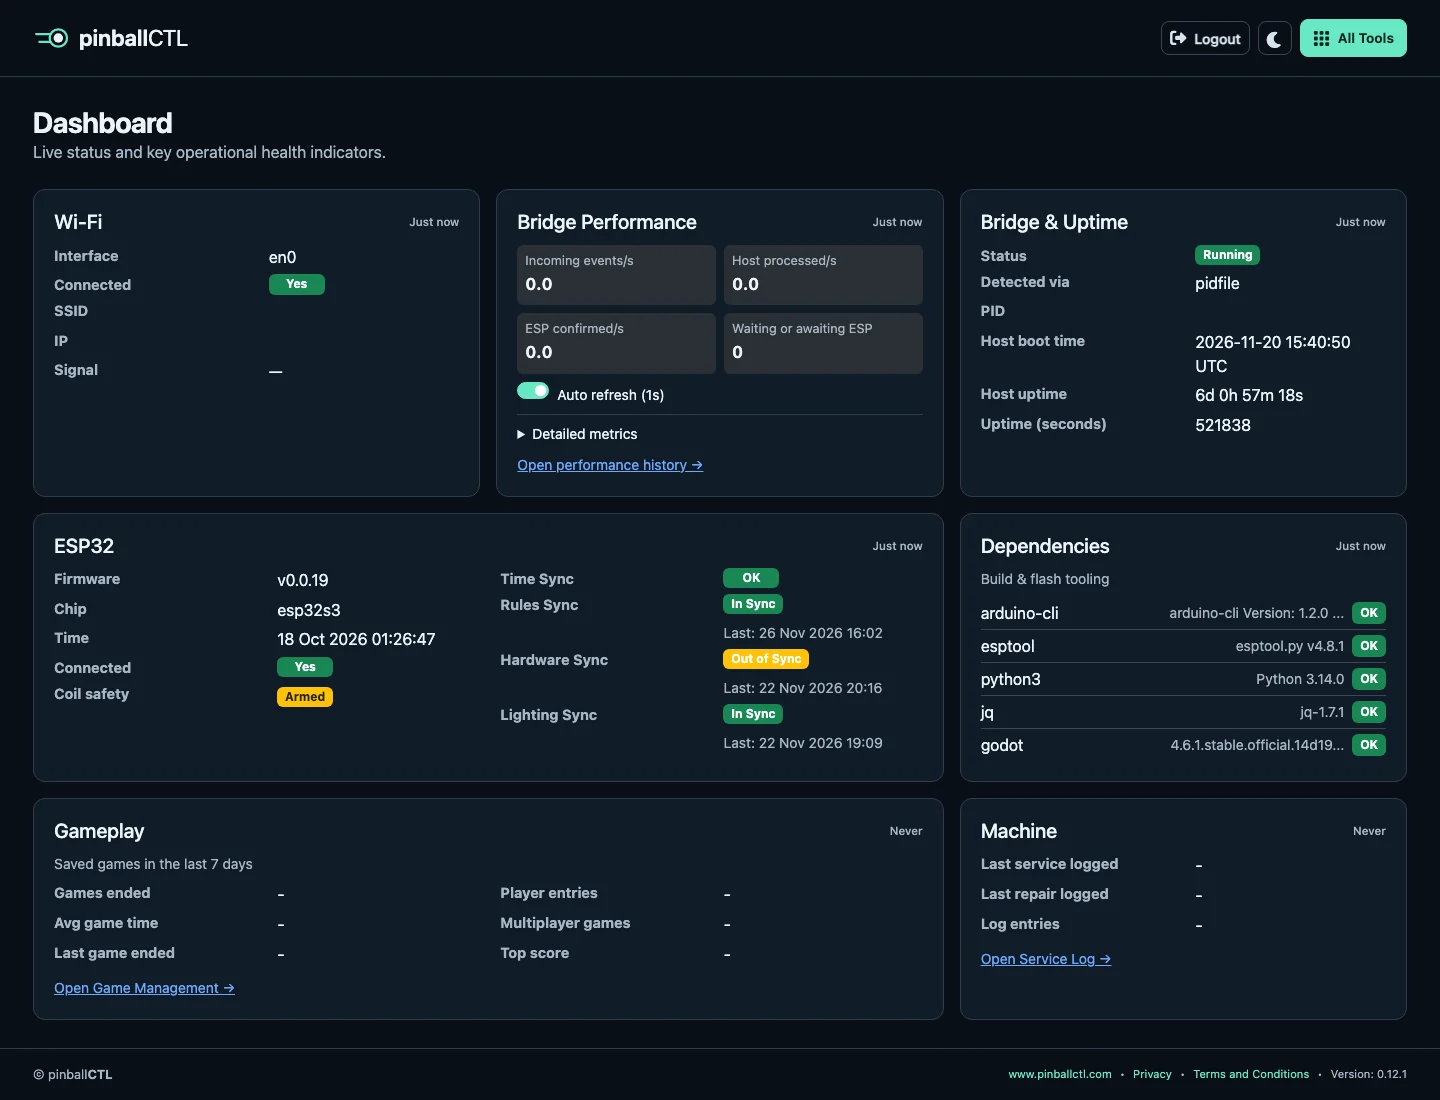 pinballCTL
Logout
All Tools
Dashboard
Live status and key operational health indicators.
Wi-Fi
Just now
Interface en0
Connected Yes
SSID
IP
Signal —
Bridge Performance
Just now
Incoming events/s
0.0
Host processed/s
0.0
ESP confirmed/s
0.0
Waiting or awaiting ESP
0
Auto refresh (1s)
▶ Detailed metrics
Open performance history →
Bridge & Uptime
Just now
Status Running
Detected via pidfile
PID
Host boot time 2026-11-20 15:40:50
UTC
Host uptime 6d 0h 57m 18s
Uptime (seconds) 521838
ESP32
Just now
Firmware v0.0.19
Chip esp32s3
Time 18 Oct 2026 01:26:47
Connected Yes
Coil safety Armed
Time Sync OK
Rules Sync In Sync
Last: 26 Nov 2026 16:02
Hardware Sync Out of Sync
Last: 22 Nov 2026 20:16
Lighting Sync In Sync
Last: 22 Nov 2026 19:09
Dependencies
Just now
Build & flash tooling
arduino-cli arduino-cli Version: 1.2.0 ... OK
esptool esptool.py v4.8.1 OK
python3 Python 3.14.0 OK
jq jq-1.7.1 OK
godot 4.6.1.stable.official.14d19... OK
Gameplay
Never
Saved games in the last 7 days
Games ended -
Avg game time -
Last game ended -
Player entries -
Multiplayer games -
Top score -
Open Game Management →
Machine
Never
Last service logged -
Last repair logged -
Log entries -
Open Service Log →
© pinballCTL
www.pinballctl.com • Privacy • Terms and Conditions • Version: 0.12.1